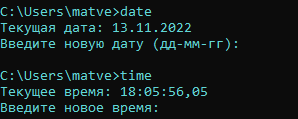 C:\Users\matve>date
Текущая дата: 13.11.2022
Введите новую дату (дд-мм-гг):
C:\Users\matve>time
Текущее время: 18:05:56,05
Введите новое время: